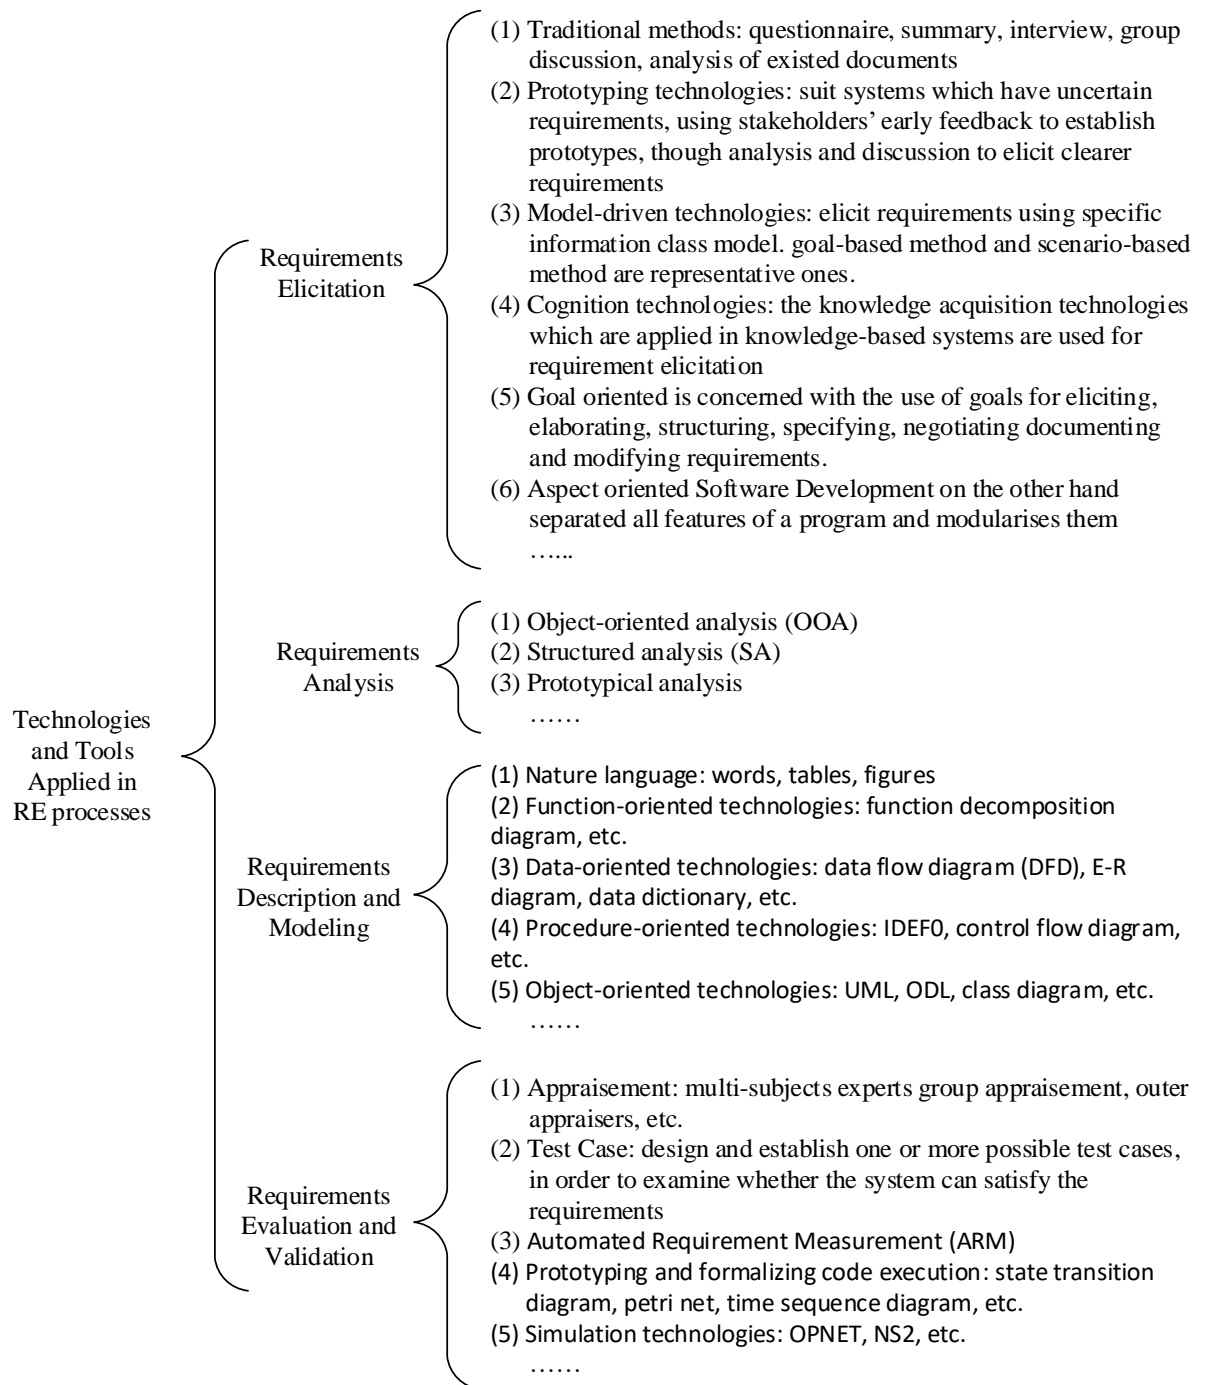 (1) Traditional methods: questionnaire, summary, interview, group
discussion, analysis of existed documents
(2) Prototyping technologies: suit systems which have uncertain
requirements, using stakeholders’ early feedback to establish
prototypes, though analysis and discussion to elicit clearer
requirements
(3) Model-driven technologies: elicit requirements using specific
information class model. goal-based method and scenario-based
method are representative ones.
(4) Cognition technologies: the knowledge acquisition technologies
which are applied in knowledge-based systems are used for
requirement elicitation
(5) Goal oriented is concerned with the use of goals for eliciting,
elaborating, structuring, specifying, negotiating documenting
and modifying requirements.
(6) Aspect oriented Software Development on the other hand
separated all features of a program and modularises them
…...
Requirements
Elicitation
(1) Object-oriented analysis (OOA)
(2) Structured analysis (SA)
(3) Prototypical analysis
……
Requirements
Analysis
Technologies
and Tools
Applied in
RE processes
(1) Nature language: words, tables, figures
(2) Function-oriented technologies: function decomposition
diagram, etc.
(3) Data-oriented technologies: data flow diagram (DFD), E-R
diagram, data dictionary, etc.
(4) Procedure-oriented technologies: IDEF0, control flow diagram,
etc.
(5) Object-oriented technologies: UML, ODL, class diagram, etc.
……
Requirements
Description and
Modeling
(1) Appraisement: multi-subjects experts group appraisement, outer
appraisers, etc.
(2) Test Case: design and establish one or more possible test cases,
in order to examine whether the system can satisfy the
requirements
(3) Automated Requirement Measurement (ARM)
(4) Prototyping and formalizing code execution: state transition
diagram, petri net, time sequence diagram, etc.
(5) Simulation technologies: OPNET, NS2, etc.
……
Requirements
Evaluation and
Validation